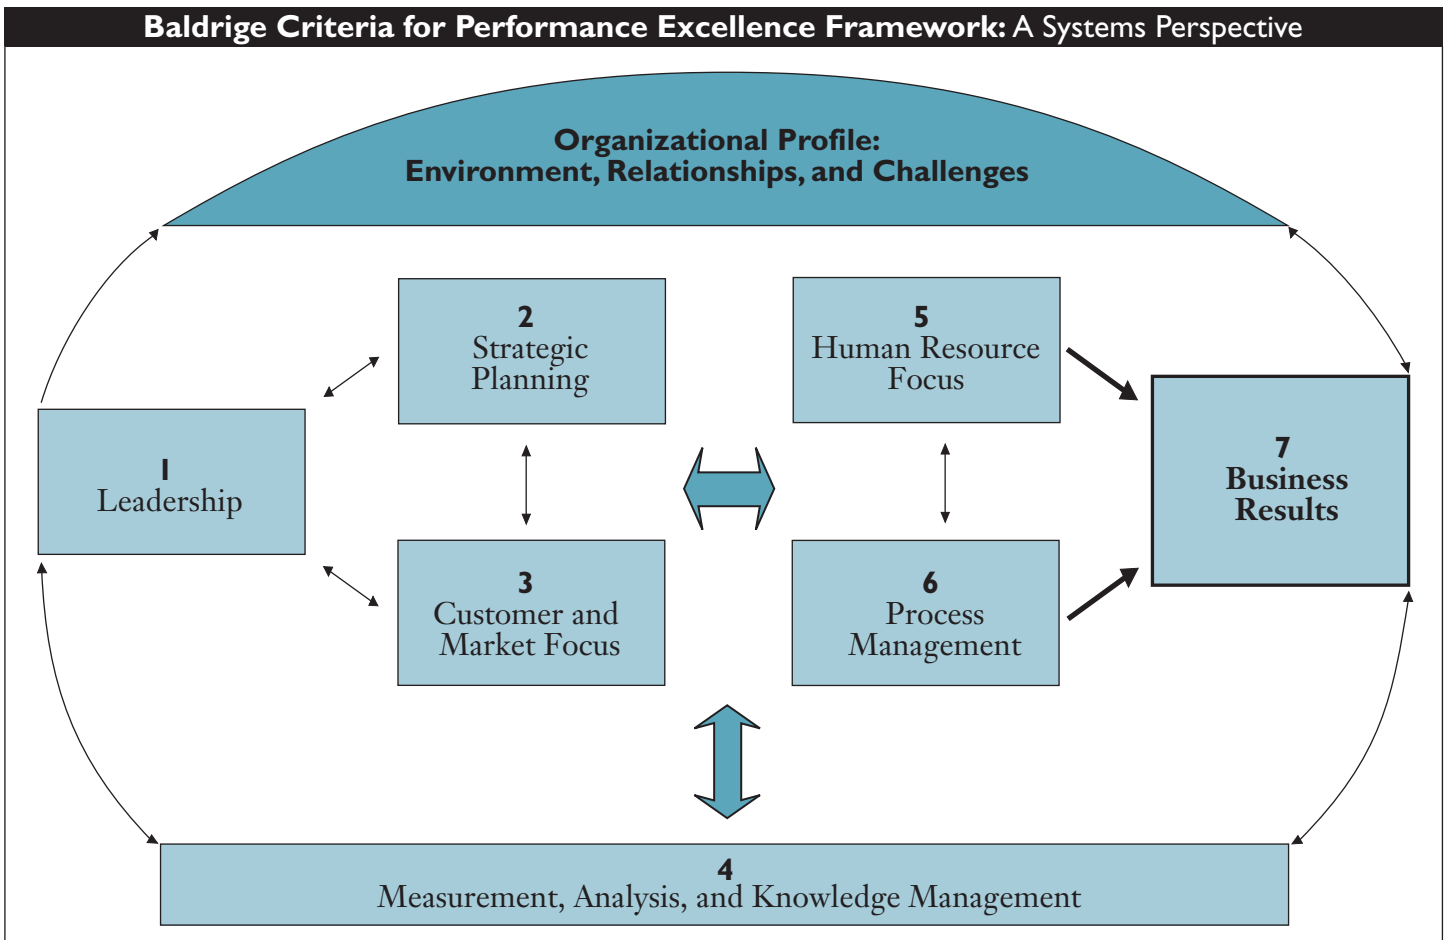 Baldrige Criteria for Performance Excellence Framework: A Systems Perspective
Organizational Profile:
Environment, Relationships, and Challenges
2
Strategic
Planning
5
Human Resource
Focus
1
Leadership
7
Business
Results
3
Customer and
Market Focus
6
Process
Management
4
Measurement, Analysis, and Knowledge Management